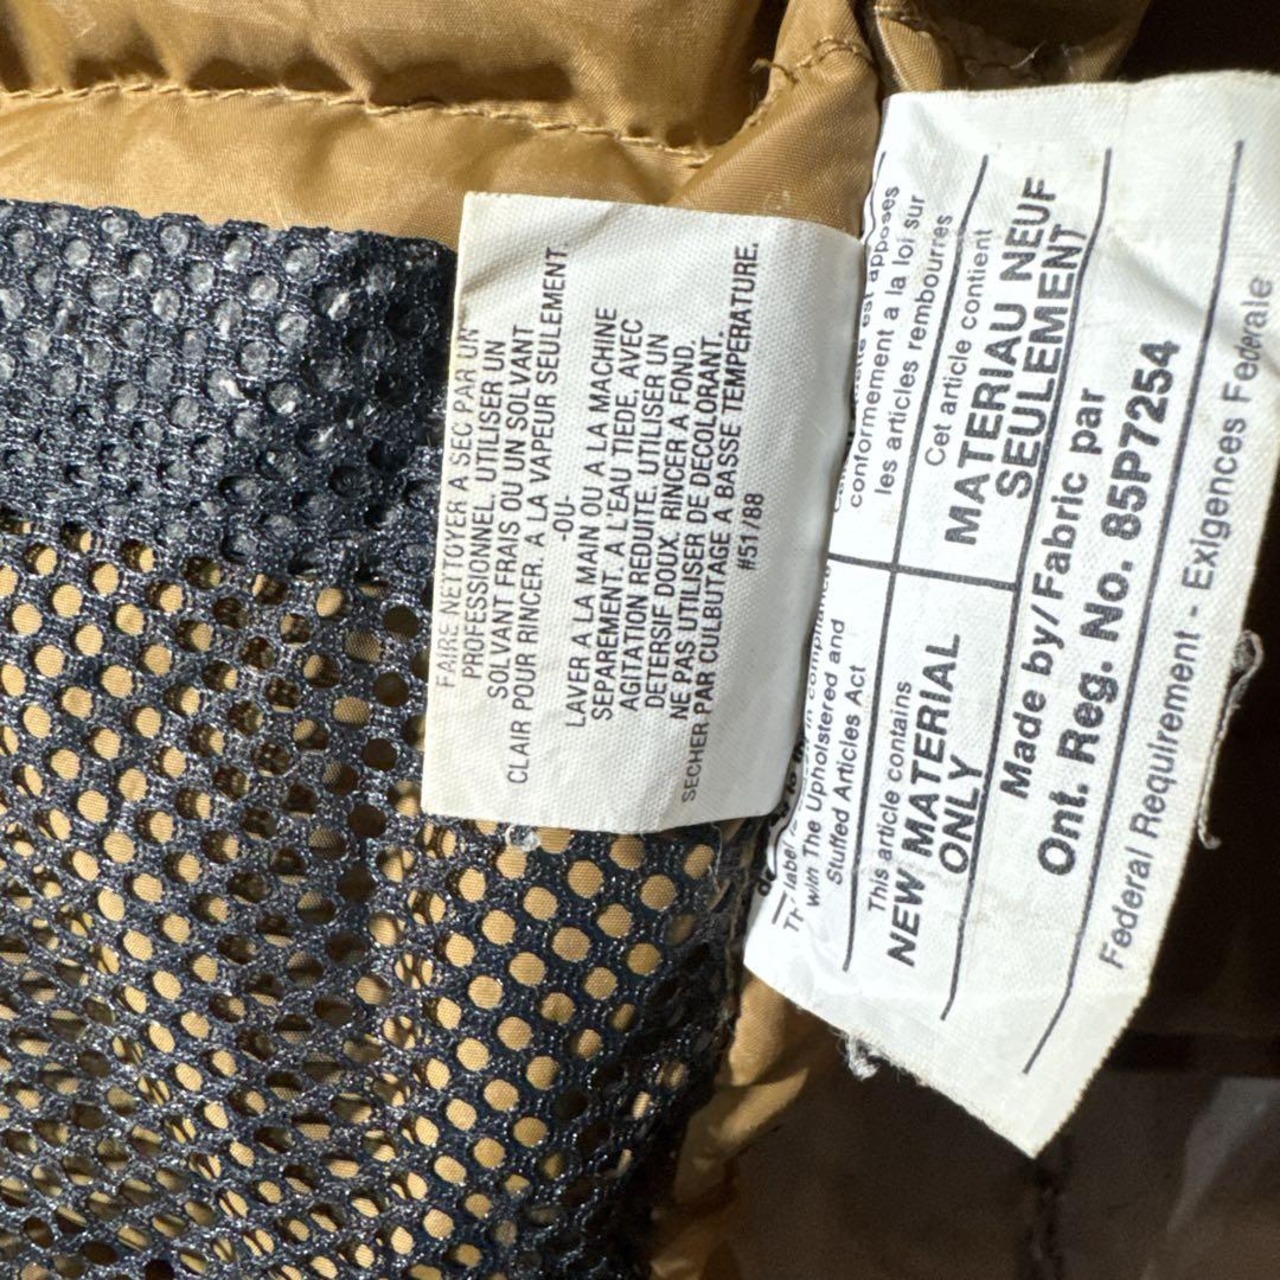 FAIRE NETTOYER A SEC PAR UN
PROFESSIONNEL. UTILISER UN
SOLVANT FRAIS OU UN SOLVANT
CLAIR POUR RINCER. A LA VAPEUR SEULEMENT.
-OU-
LAVER A LA MAIN OU A LA MACHINE
SEPAREMENT. A L'EAU TIEDE, AVEC
AGITATION REDUITE. UTILISER UN
DETERSIF DOUX. RINCER A FOND.
NE PAS UTILISER DE DECOLORANT.
SECHER PAR CULBUTAGE A BASSE TEMPERATURE.
#51/88
est apposes
conformement a la loi sur
les articles rembourres
Cet article contient
MATERIAU NEUF
SEULEMENT
label
with The Upholstered and
Stuffed Articles Act
This article contains
NEW MATERIAL
ONLY
Made by/Fabric par
Ont. Reg. No. 85P7254
Federal Requirement - Exigences Federale